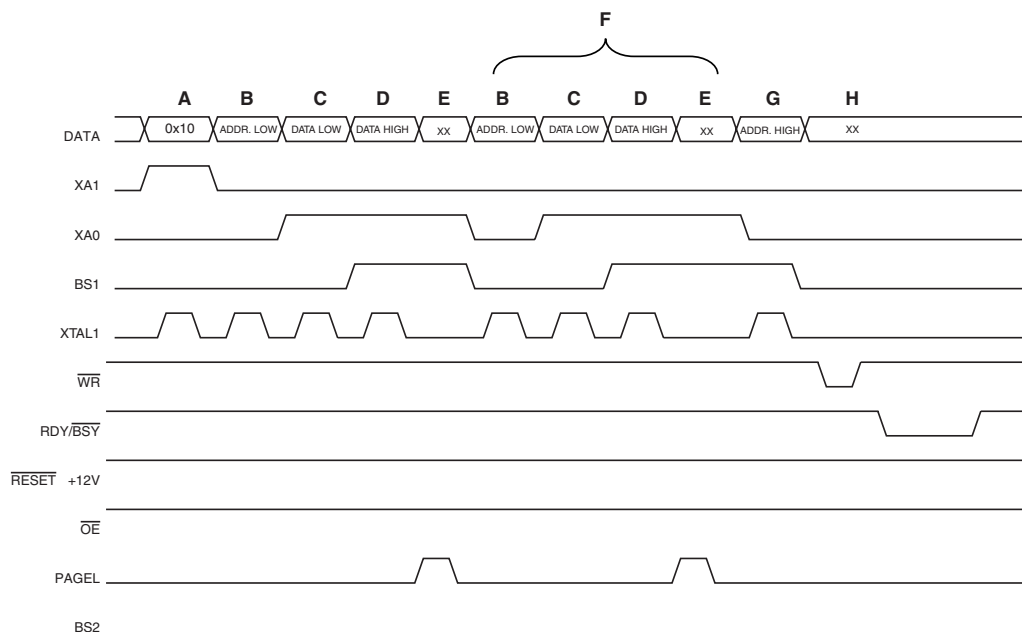 F
A B C D E B C D E G H
DATA 0x10 ADDR. LOW DATA LOW DATA HIGH XX ADDR. LOW DATA LOW DATA HIGH XX ADDR. HIGH XX
XA1
XA0
BS1
XTAL1
WR
RDY/BSY
RESET +12V
OE
PAGEL
BS2